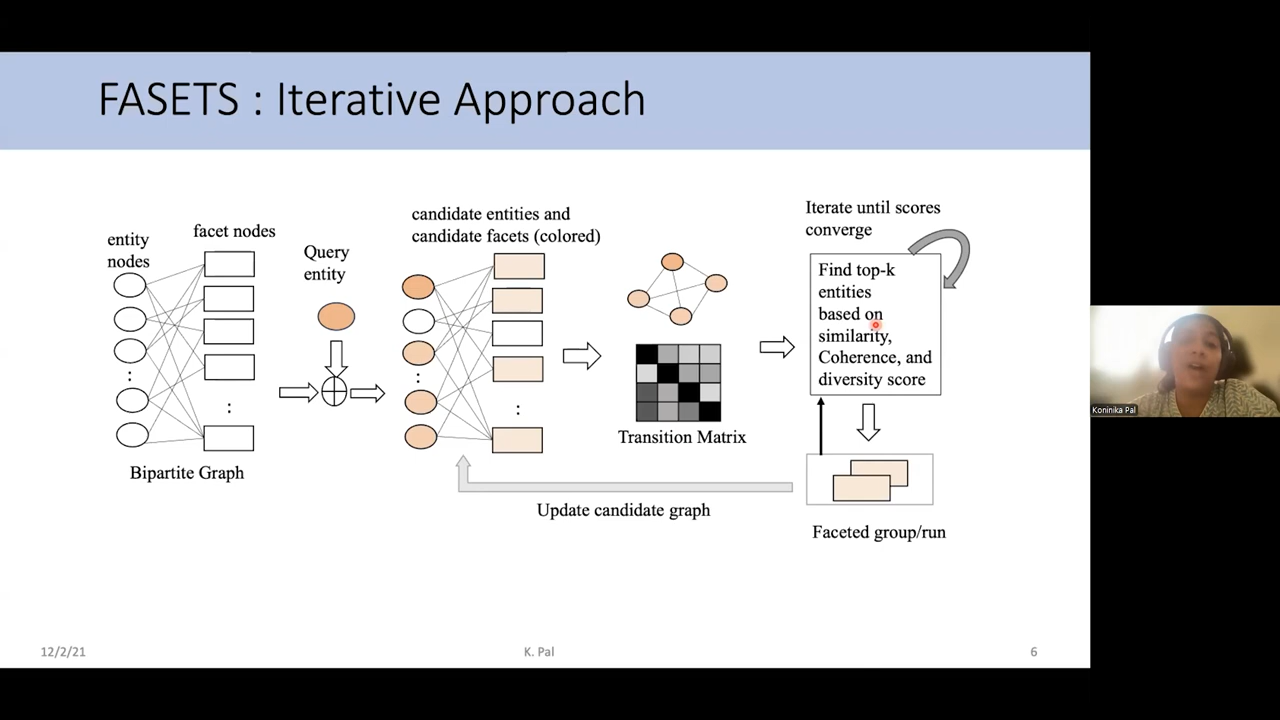 FASETS : Iterative Approach
entity
nodes
facet nodes
Query
entity
candidate entities and
candidate facets (colored)
Iterate until scores
converge
Find top-k
entities
based on
similarity,
Coherence, and
diversity score
Bipartite Graph
Transition Matrix
Update candidate graph
Faceted group/run
Koninika Pal
12/2/21
K. Pal
6